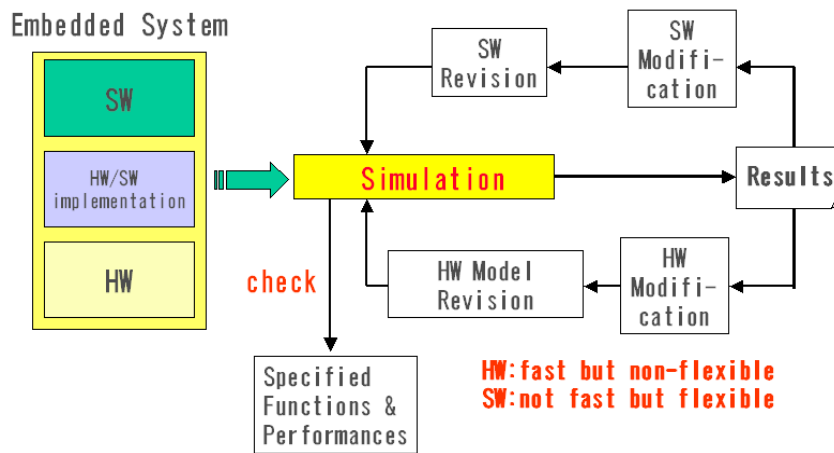 Embedded System
SW
HW/SW
implementation
HW
SW
Revision
SW
Modifi-
cation
Simulation
Results
check
HW Model
Revision
HW
Modifi-
cation
Specified
Functions &
Performances
HW:fast but non-flexible
SW:not fast but flexible